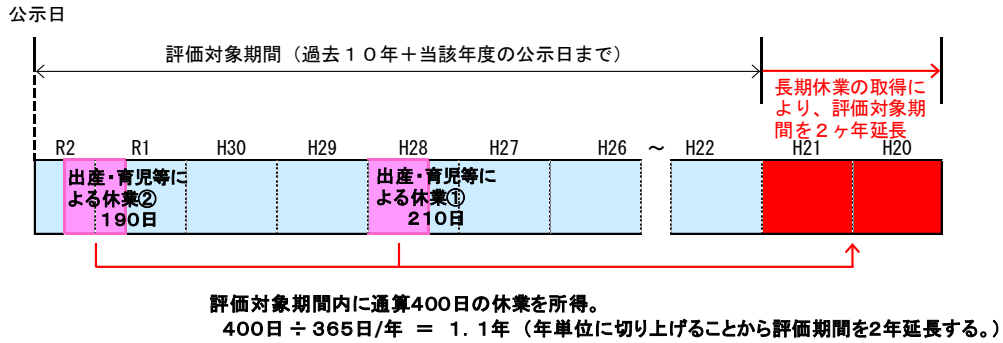 公示日
評価対象期間（過去１０年＋当該年度の公示日まで）
長期休業の取得に
より、評価対象期
間を２ヶ年延長
R2 R1 H30 H29 H28 H27 H26 ～ H22 H21 H20
出産・育児等に
よる休業②
１９０日
出産・育児等に
よる休業①
２１０日
評価対象期間内に通算400日の休業を所得。
400日÷365日/年 ＝ 1.1年（年単位に切り上げることから評価期間を2年延長する。）